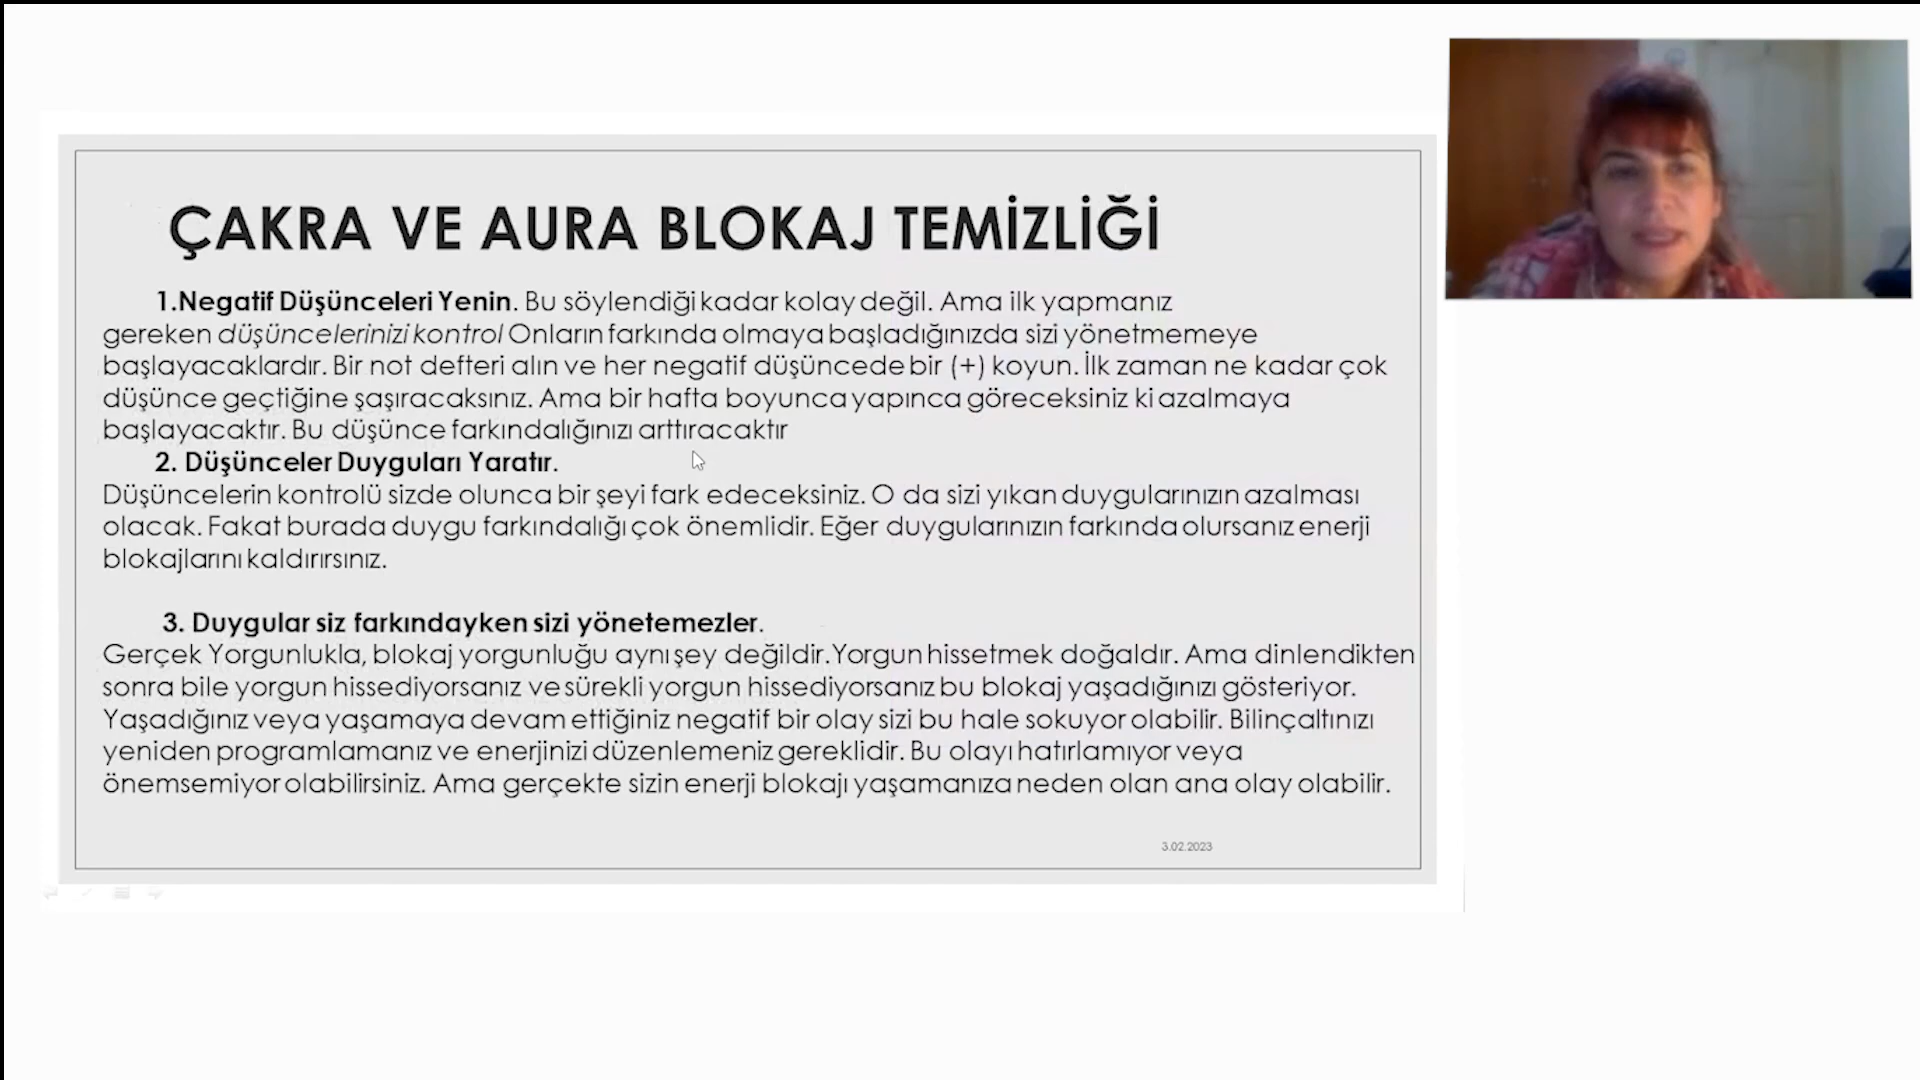 ÇAKRA VE AURA BLOKAJ TEMİZLİĞİ
1.Negatif Düşünceleri Yenin. Bu söylendiği kadar kolay değil. Ama ilk yapmanız
gereken düşüncelerinizi kontrol Onların farkında olmaya başladığınızda sizi yönetmemeye
başlayacaklardır. Bir not defteri alın ve her negatif düşüncede bir (+) koyun. İlk zaman ne kadar çok
düşünce geçtiğine şaşıracaksınız. Ama bir hafta boyunca yapınca göreceksiniz ki azalmaya
başlayacaktır. Bu düşünce farkındalığınızı arttıracaktır
2. Düşünceler Duyguları Yaratır.
Düşüncelerin kontrolü sizde olunca bir şeyi fark edeceksiniz. O da sizi yıkan duygularınızın azalması
olacak. Fakat burada duygu farkındalığı çok önemlidir. Eğer duygularınızın farkında olursanız enerji
blokajlarını kaldırırsınız.
3. Duygular siz farkındayken sizi yönetemezler.
Gerçek Yorgunlukla, blokaj yorgunluğu aynı şey değildir.Yorgun hissetmek doğaldır. Ama dinlendikten
sonra bile yorgun hissediyorsanız ve sürekli yorgun hissediyorsanız bu blokaj yaşadığınızı gösteriyor.
Yaşadığınız veya yaşamaya devam ettiğiniz negatif bir olay sizi bu hale sokuyor olabilir. Bilinçaltınızı
yeniden programlamanız ve enerjinizi düzenlemeniz gereklidir. Bu olayı hatırlamıyor veya
önemsemiyor olabilirsiniz. Ama gerçekte sizin enerji blokajı yaşamanıza neden olan ana olay olabilir.
3.02.2023